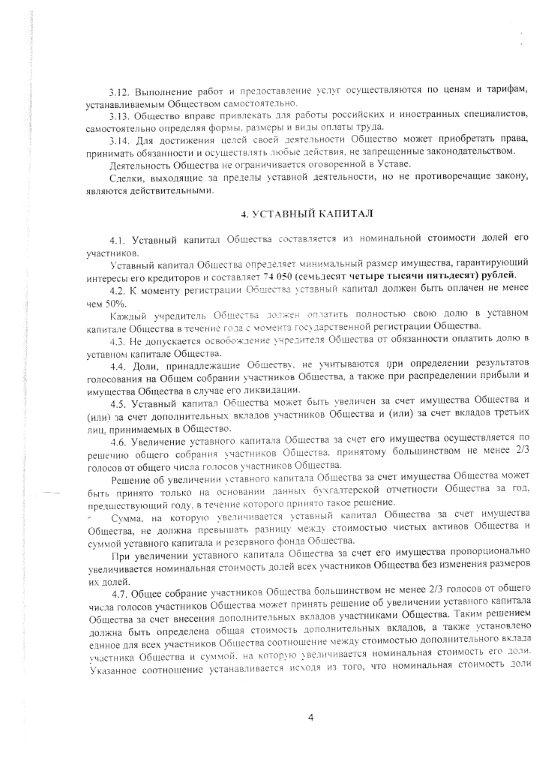 3.12. Выполнение работ и предоставление услуг осуществляются по ценам и тарифам,
устанавливаемым Обществом самостоятельно.
3.13. Общество вправе привлекать для работы российских и иностранных специалистов,
самостоятельно определяя формы, размеры и виды оплаты труда.
3.14. Для достижения целей своей деятельности Общество может приобретать права,
принимать обязанности и осуществлять любые действия, не запрещенные законодательством.
Деятельность Общества не ограничивается оговоренной в Уставе.
Сделки, выходящие за пределы уставной деятельности, но не противоречащие закону,
являются действительными.
4. УСТАВНЫЙ КАПИТАЛ
4.1. Уставный капитал Общества составляется из номинальной стоимости долей его
участников.
Уставный капитал Общества определяет минимальный размер имущества, гарантирующий
интересы его кредиторов и составляет 74 050 (семьдесят четыре тысячи пятьдесят) рублей.
4.2. К моменту регистрации Общества уставный капитал должен быть оплачен не менее
чем 50%.
Каждый учредитель Общества должен оплатить полностью свою долю в уставном
капитале Общества в течение года с момента государственной регистрации Общества.
4.3. Не допускается освобождение учредителя Общества от обязанности оплатить долю в
уставном капитале Общества.
4.4. Доли, принадлежащие Обществу, не учитываются при определении результатов
голосования на Общем собрании участников Общества, а также при распределении прибыли и
имущества Общества в случае его ликвидации.
4.5. Уставный капитал Общества может быть увеличен за счет имущества Общества и
(или) за счет дополнительных вкладов участников Общества и (или) за счет вкладов третьих
лиц, принимаемых в Общество.
4.6. Увеличение уставного капитала Общества за счет его имущества осуществляется по
решению общего собрания участников Общества, принятому большинством не менее 2/3
голосов от общего числа голосов участников Общества.
Решение об увеличении уставного капитала Общества за счет имущества Общества может
быть принято только на основании данных бухгалтерской отчетности Общества за год,
предшествующий году, в течение которого принято такое решение.
Сумма, на которую увеличивается уставный капитал Общества за счет имущества
Общества, не должна превышать разницу между стоимостью чистых активов Общества и
суммой уставного капитала и резервного фонда Общества.
При увеличении уставного капитала Общества за счет его имущества пропорционально
увеличивается номинальная стоимость долей всех участников Общества без изменения размеров
их долей.
4.7. Общее собрание участников Общества большинством не менее 2/3 голосов от общего
числа голосов участников Общества может принять решение об увеличении уставного капитала
Общества за счет внесения дополнительных вкладов участниками Общества. Таким решением
должна быть определена общая стоимость дополнительных вкладов, а также установлено
единое для всех участников Общества соотношение между стоимостью дополнительного вклада
участника Общества и суммой, на которую увеличивается номинальная стоимость его доли.
Указанное соотношение устанавливается исходя из того, что номинальная стоимость доли
4